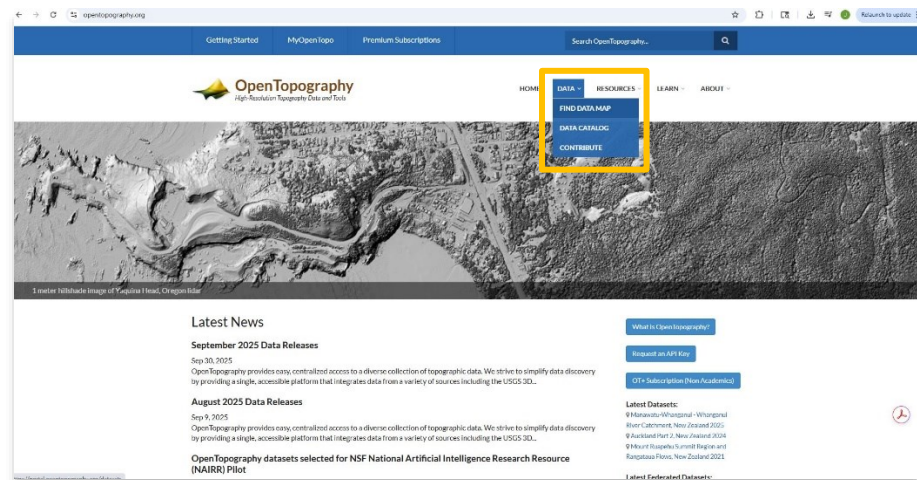 opentopography.org
Relaunch to update
Getting Started
MyOpenTopo
Premium Subscriptions
Search OpenTopography...
OpenTopography
High-Resolution Topography Data and Tools
HOME
DATA
RESOURCES
LEARN
ABOUT
FIND DATA MAP
DATA CATALOG
CONTRIBUTE
1 meter hillshade image of Yaquina Head, Oregon lidar
Latest News
September 2025 Data Releases
Sep 30, 2025
OpenTopography provides easy, centralized access to a diverse collection of topographic data. We strive to simplify data discovery
by providing a single, accessible platform that integrates data from a variety of sources including the USGS 3D...
August 2025 Data Releases
Sep 9, 2025
OpenTopography provides easy, centralized access to a diverse collection of topographic data. We strive to simplify data discovery
by providing a single, accessible platform that integrates data from a variety of sources including the USGS 3D...
OpenTopography datasets selected for NSF National Artificial Intelligence Research Resource
(NAIRR) Pilot
What is OpenTopography?
Request an API Key
OT+ Subscription (Non Academics)
Latest Datasets:
Manawatu-Whanganui - Whanganui
River Catchment, New Zealand 2025
Auckland Part 2, New Zealand 2024
Mount Ruapehu Summit Region and
Rangataua Flows, New Zealand 2021
Latest Federated Datasets: